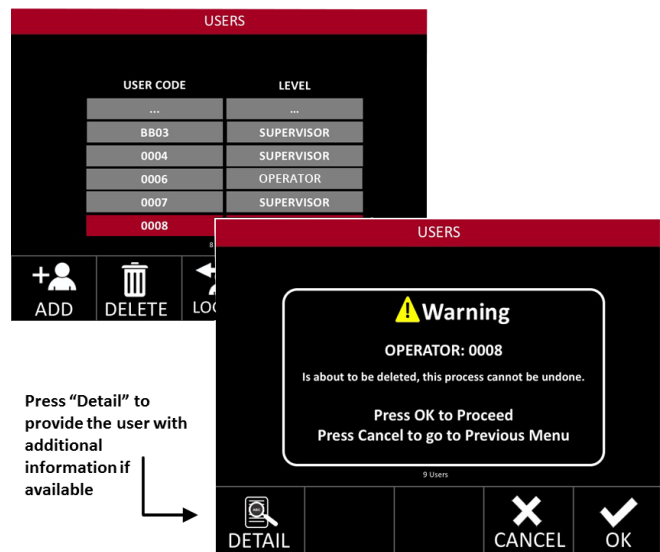 USERS
USER CODE LEVEL
... ...
BB03 SUPERVISOR
0004 SUPERVISOR
0006 OPERATOR
0007 SUPERVISOR
0008
8
ADD DELETE LO
USERS
Warning
OPERATOR: 0008
Is about to be deleted, this process cannot be undone.
Press OK to Proceed
Press Cancel to go to Previous Menu
9 Users
DETAIL CANCEL OK
Press “Detail” to
provide the user with
additional
information if
available